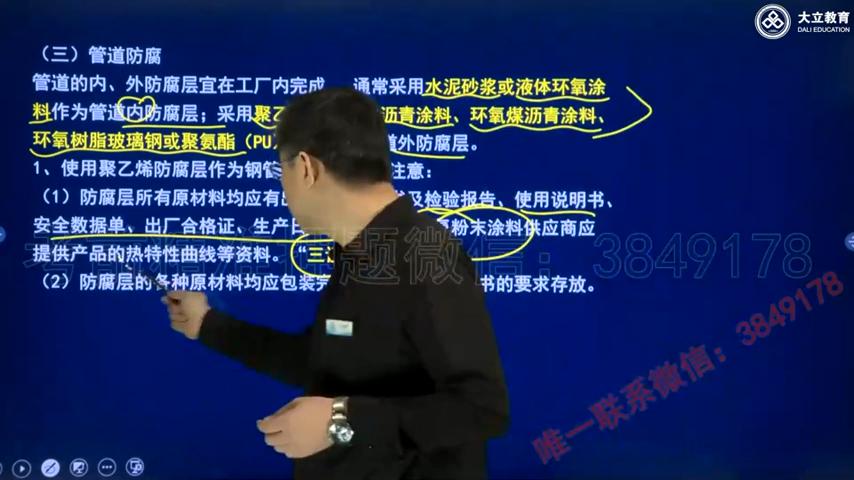 大立教育
DALI EDUCATION
（三）管道防腐
管道的内、外防腐层宜在工厂内完成， 通常采用水泥砂浆或液体环氧涂
料作为管道内防腐层；采用聚乙 沥青涂料、环氧煤沥青涂料、
环氧树脂玻璃钢或聚氨酯（PU 道外防腐层。
1、使用聚乙烯防腐层作为钢管 注意：
（1）防腐层所有原材料均应有出 及检验报告、使用说明书、
安全数据单、出厂合格证、生产日 粉末涂料供应商应
提供产品的热特性曲线等资料。“三证
（2）防腐层的各种原材料均应包装完 书的要求存放。
题微信：3849178
唯一联系微信：3849178